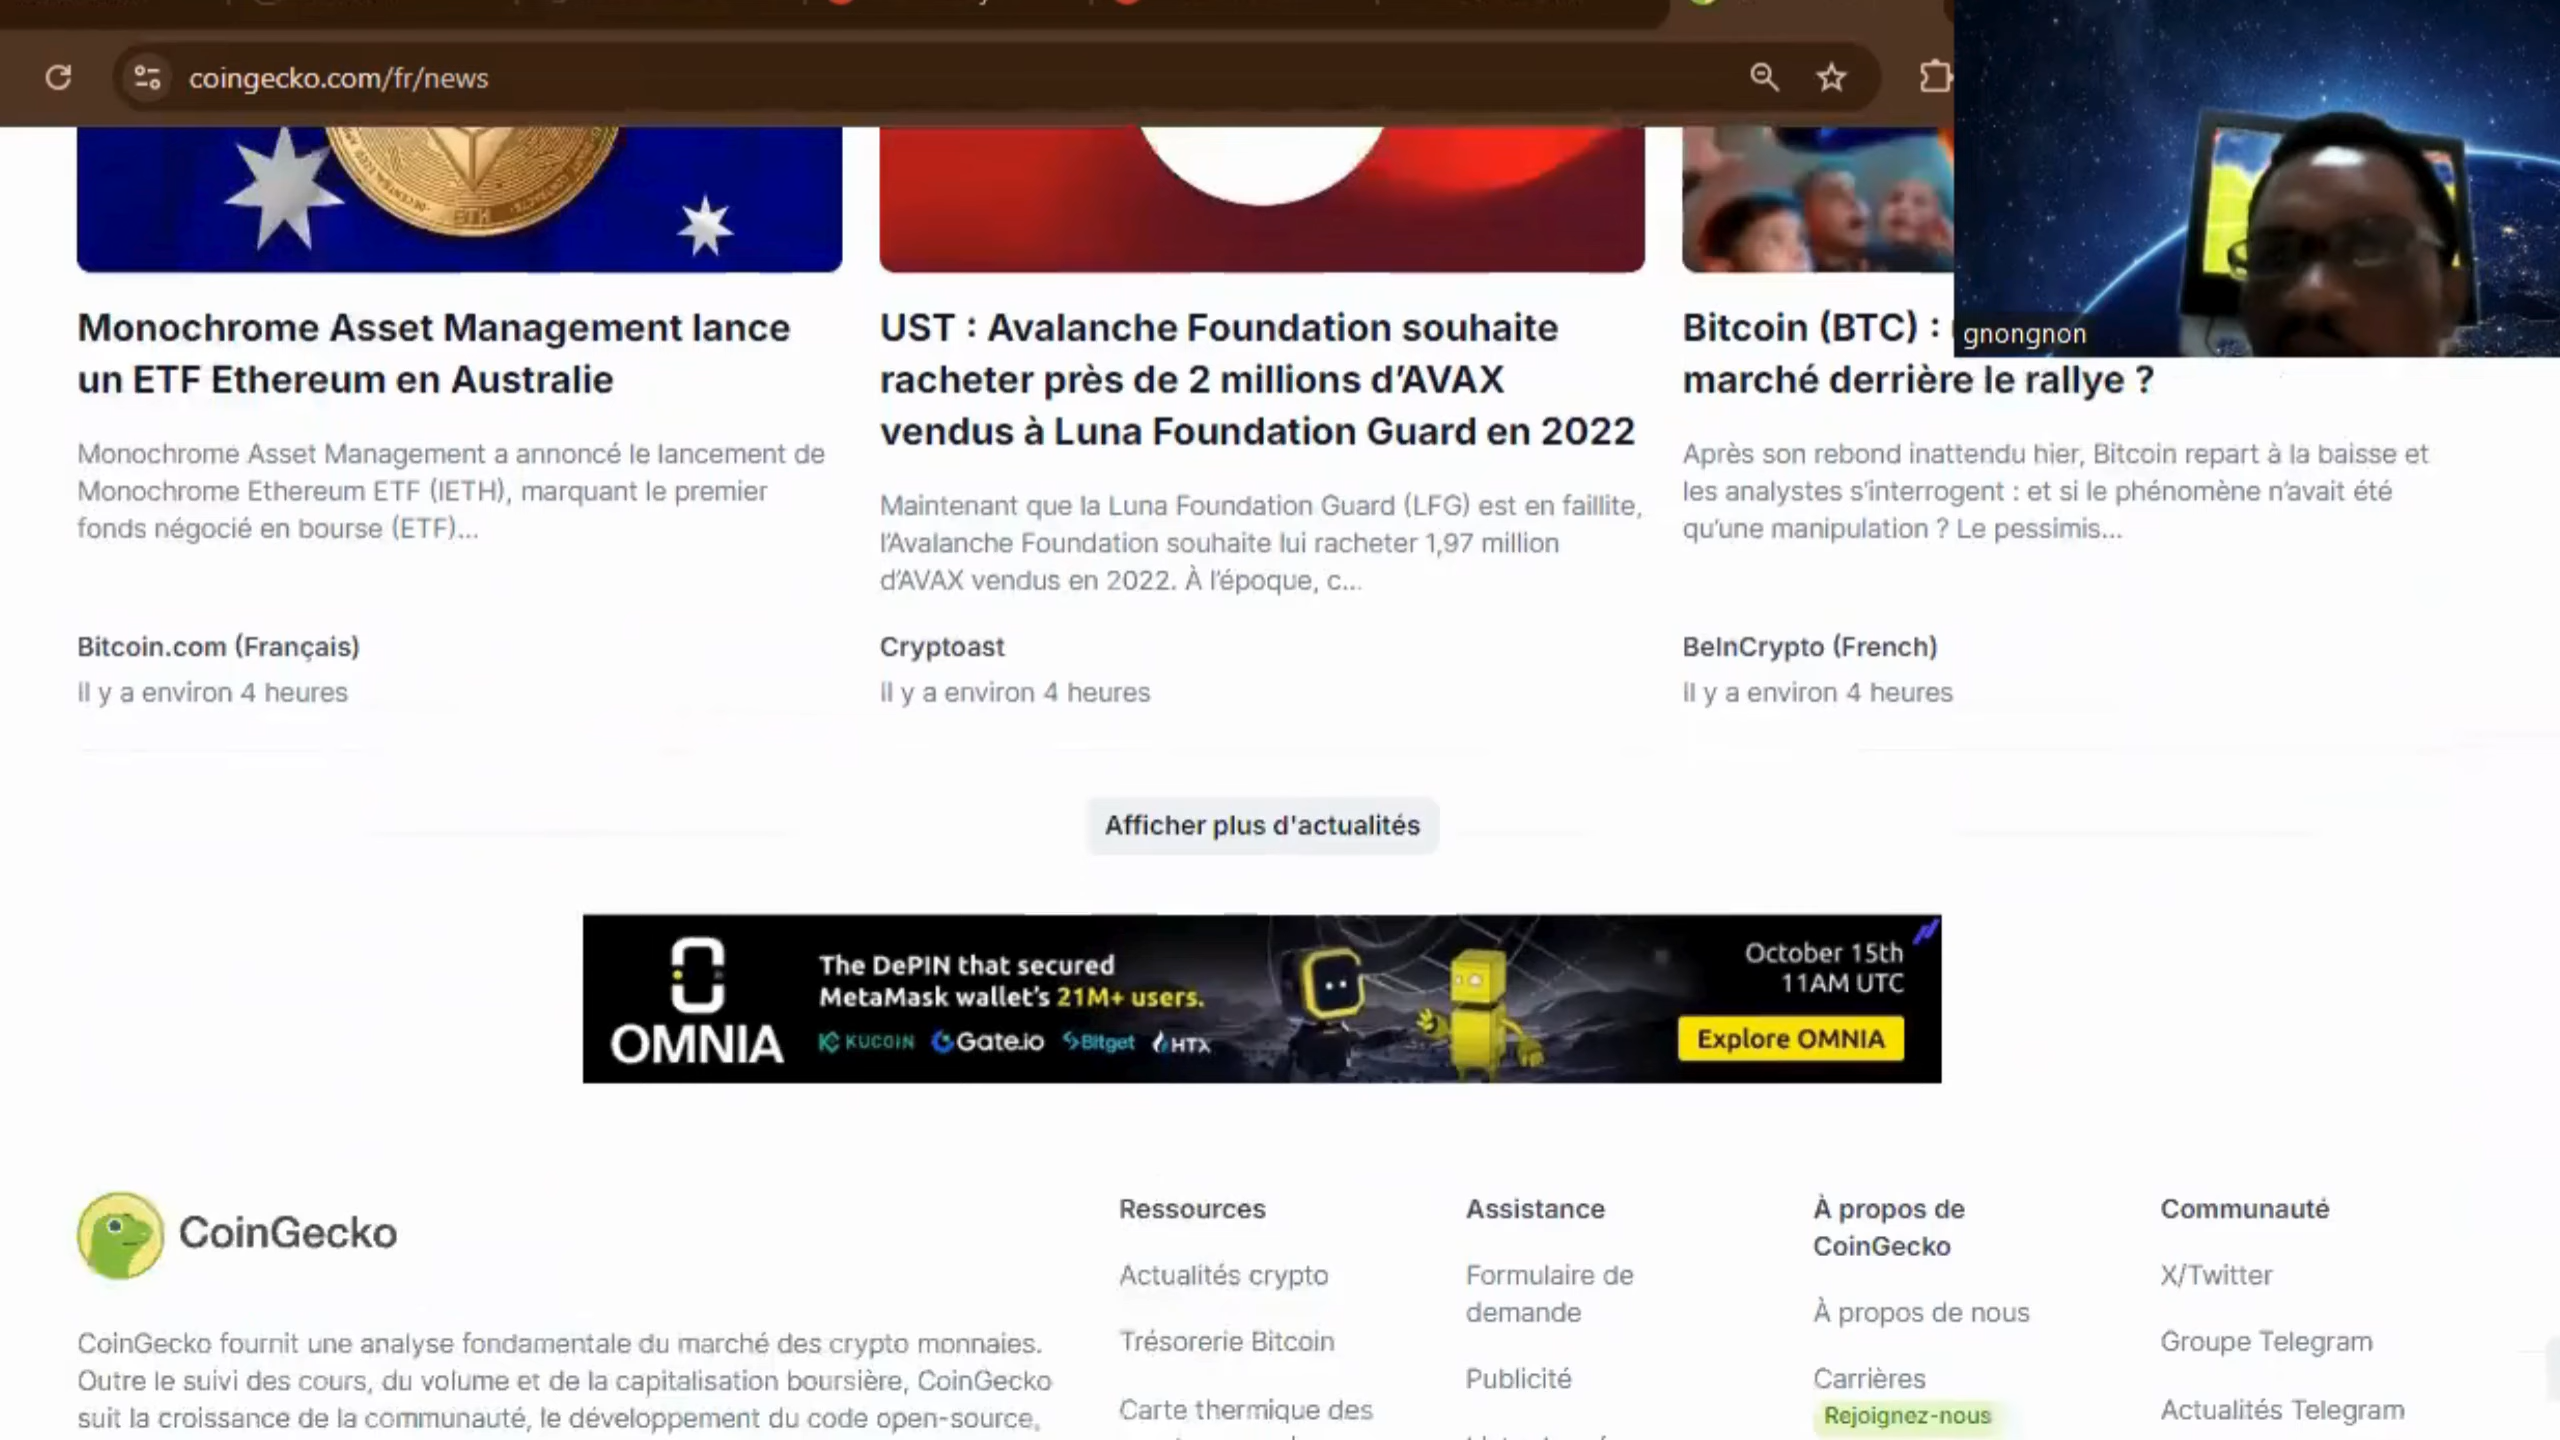 coingecko.com/fr/news
gnongnon
ETH
Monochrome Asset Management lance
un ETF Ethereum en Australie
Monochrome Asset Management a annoncé le lancement de
Monochrome Ethereum ETF (IETH), marquant le premier
fonds négocié en bourse (ETF)...
Bitcoin.com (Français)
il y a environ 4 heures
UST : Avalanche Foundation souhaite
racheter près de 2 millions d’AVAX
vendus à Luna Foundation Guard en 2022
Maintenant que la Luna Foundation Guard (LFG) est en faillite,
l’Avalanche Foundation souhaite lui racheter 1,97 million
d’AVAX vendus en 2022. À l’époque, c...
Cryptoast
il y a environ 4 heures
Bitcoin (BTC) :
marché derrière le rallye ?
Après son rebond inattendu hier, Bitcoin repart à la baisse et
les analystes s’interrogent : et si le phénomène n’avait été
qu’une manipulation ? Le pessimis...
BeInCrypto (French)
il y a environ 4 heures
Afficher plus d'actualités
OMNIA
The DePIN that secured
MetaMask wallet’s 21M+ users.
KUCOIN Gate.io Bitget HTX
October 15th
11AM UTC
Explore OMNIA
CoinGecko
CoinGecko fournit une analyse fondamentale du marché des crypto monnaies.
Outre le suivi des cours, du volume et de la capitalisation boursière, CoinGecko
suit la croissance de la communauté, le développement du code open-source,
Ressources
Actualités crypto
Trésorerie Bitcoin
Carte thermique des
Assistance
Formulaire de
demande
Publicité
À propos de
CoinGecko
À propos de nous
Carrières
Rejoignez-nous
Communauté
X/Twitter
Groupe Telegram
Actualités Telegram